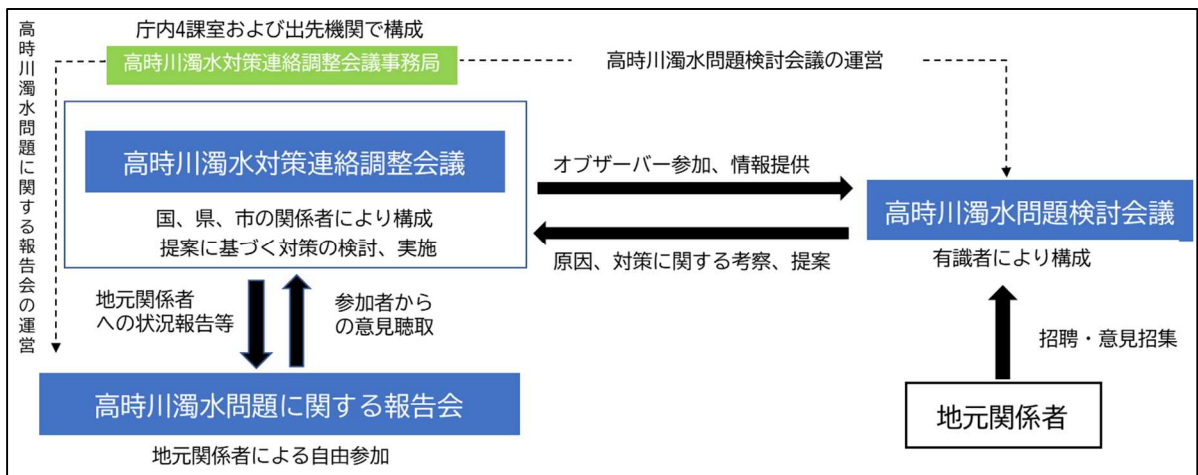 高時川濁水問題に関する報告会の運営
庁内4課室および出先機関で構成
高時川濁水対策連絡調整会議事務局
高時川濁水問題検討会議の運営
高時川濁水対策連絡調整会議
国、県、市の関係者により構成
提案に基づく対策の検討、実施
オブザーバー参加、情報提供
原因、対策に関する考察、提案
高時川濁水問題検討会議
有識者により構成
地元関係者
への状況報告等
参加者から
の意見聴取
招聘・意見招集
地元関係者
高時川濁水問題に関する報告会
地元関係者による自由参加